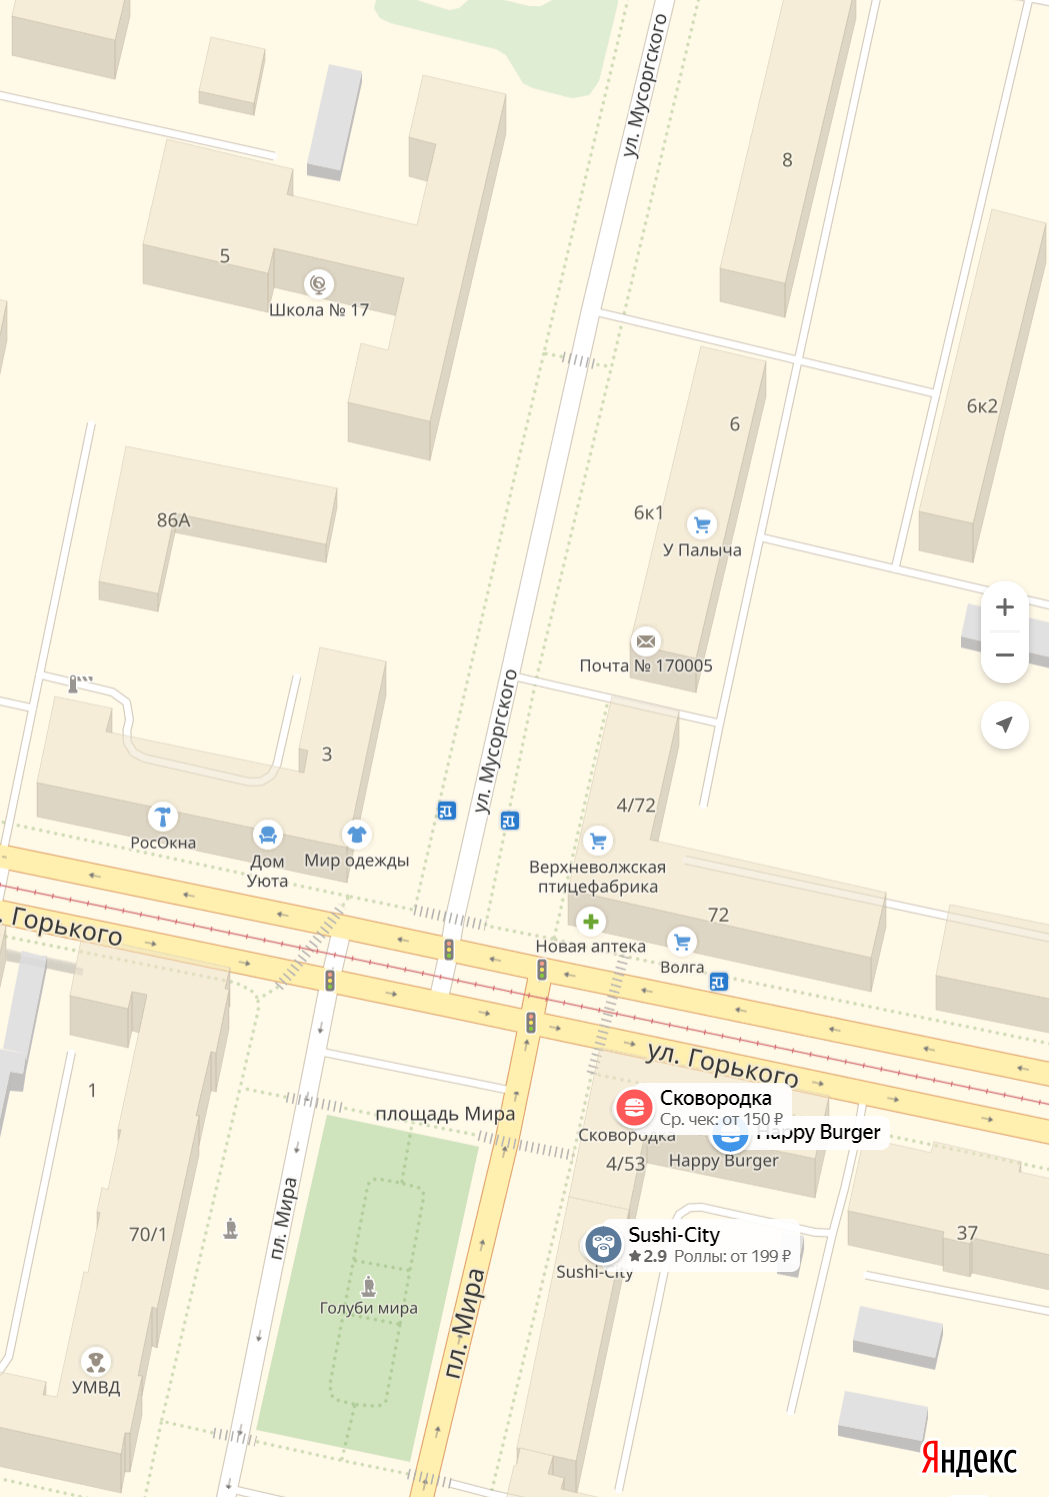 ул. Мусоргского
8
5
Школа № 17
6к2
6
6к1
86А
У Палыча
Почта № 170005
ул. Мусоргского
3
4/72
РосОкна
Дом
Уюта
Мир одежды
Верхневолжская
птицефабрика
72
. Горького
Новая аптека
Волга
ул. Горького
1
площадь Мира
Сковородка
Ср. чек: от 150 ₽
Сковородка
Happy Burger
Happy Burger
4/53
пл. Мира
70/1
37
Sushi-City
2.9 Роллы: от 199 ₽
Sushi-City
Голуби мира
пл. Мира
УМВД
Яндекс